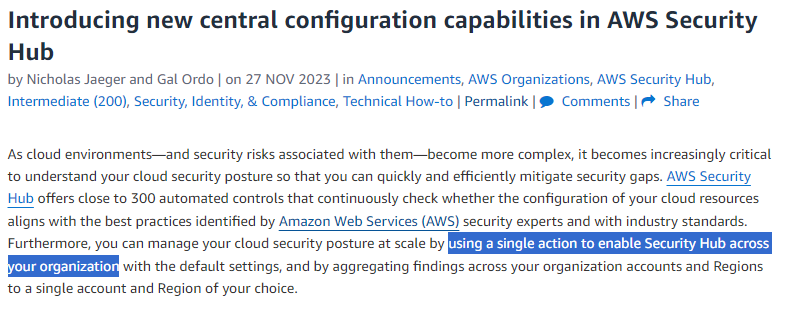 Introducing new central configuration capabilities in AWS Security
Hub
by Nicholas Jaeger and Gal Ordo | on 27 NOV 2023 | in Announcements, AWS Organizations, AWS Security Hub,
Intermediate (200), Security, Identity, & Compliance, Technical How-to | Permalink | Comments | Share
As cloud environments—and security risks associated with them—become more complex, it becomes increasingly critical
to understand your cloud security posture so that you can quickly and efficiently mitigate security gaps. AWS Security
Hub offers close to 300 automated controls that continuously check whether the configuration of your cloud resources
aligns with the best practices identified by Amazon Web Services (AWS) security experts and with industry standards.
Furthermore, you can manage your cloud security posture at scale by using a single action to enable Security Hub across
your organization with the default settings, and by aggregating findings across your organization accounts and Regions
to a single account and Region of your choice.